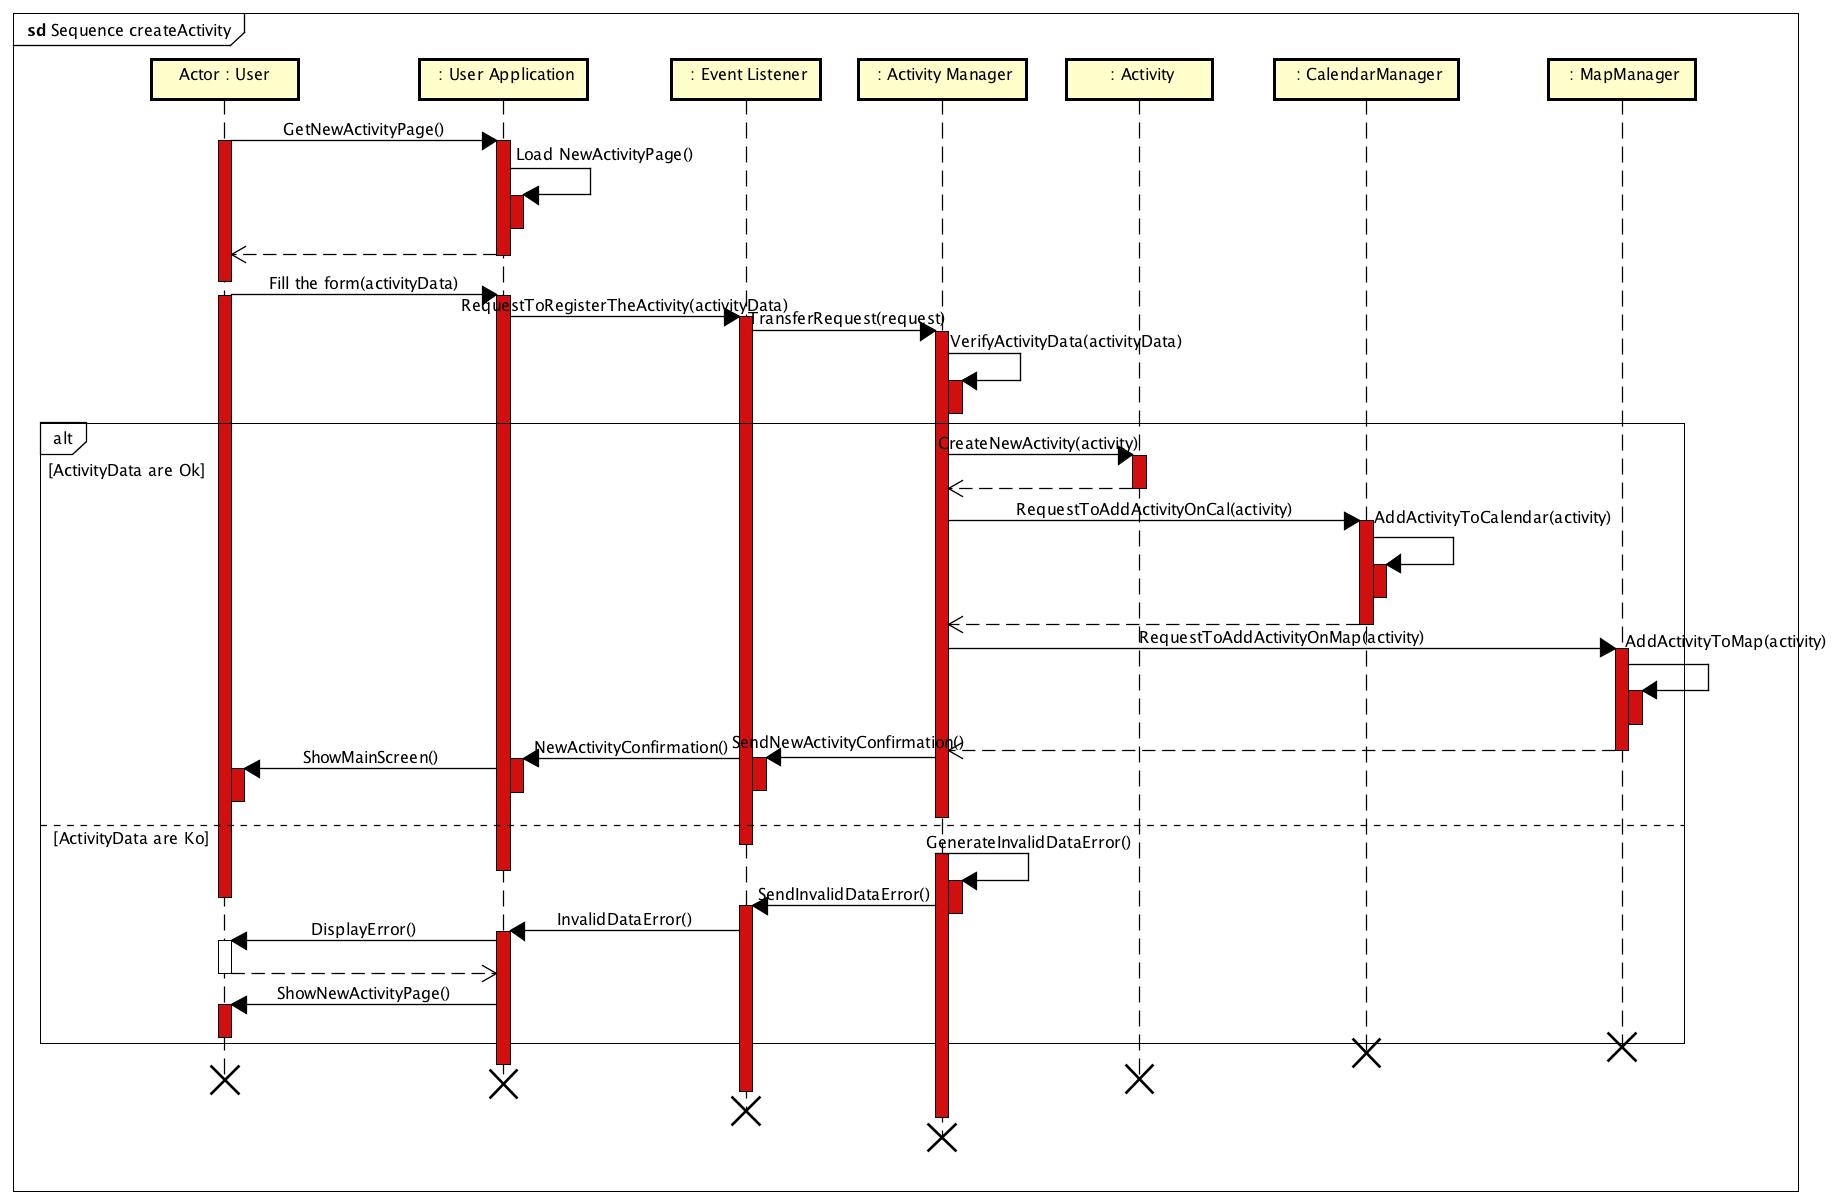 sd Sequence createActivity
Actor : User
: User Application
: Event Listener
: Activity Manager
: Activity
: CalendarManager
: MapManager
GetNewActivityPage()
Load NewActivityPage()
Fill the form(activityData)
RequestToRegisterTheActivity(activityData)
TransferRequest(request)
VerifyActivityData(activityData)
alt
[ActivityData are Ok]
CreateNewActivity(activity)
RequestToAddActivityOnCal(activity)
AddActivityToCalendar(activity)
RequestToAddActivityOnMap(activity)
AddActivityToMap(activity)
SendNewActivityConfirmation()
NewActivityConfirmation()
ShowMainScreen()
[ActivityData are Ko]
GenerateInvalidDataError()
SendInvalidDataError()
InvalidDataError()
DisplayError()
ShowNewActivityPage()